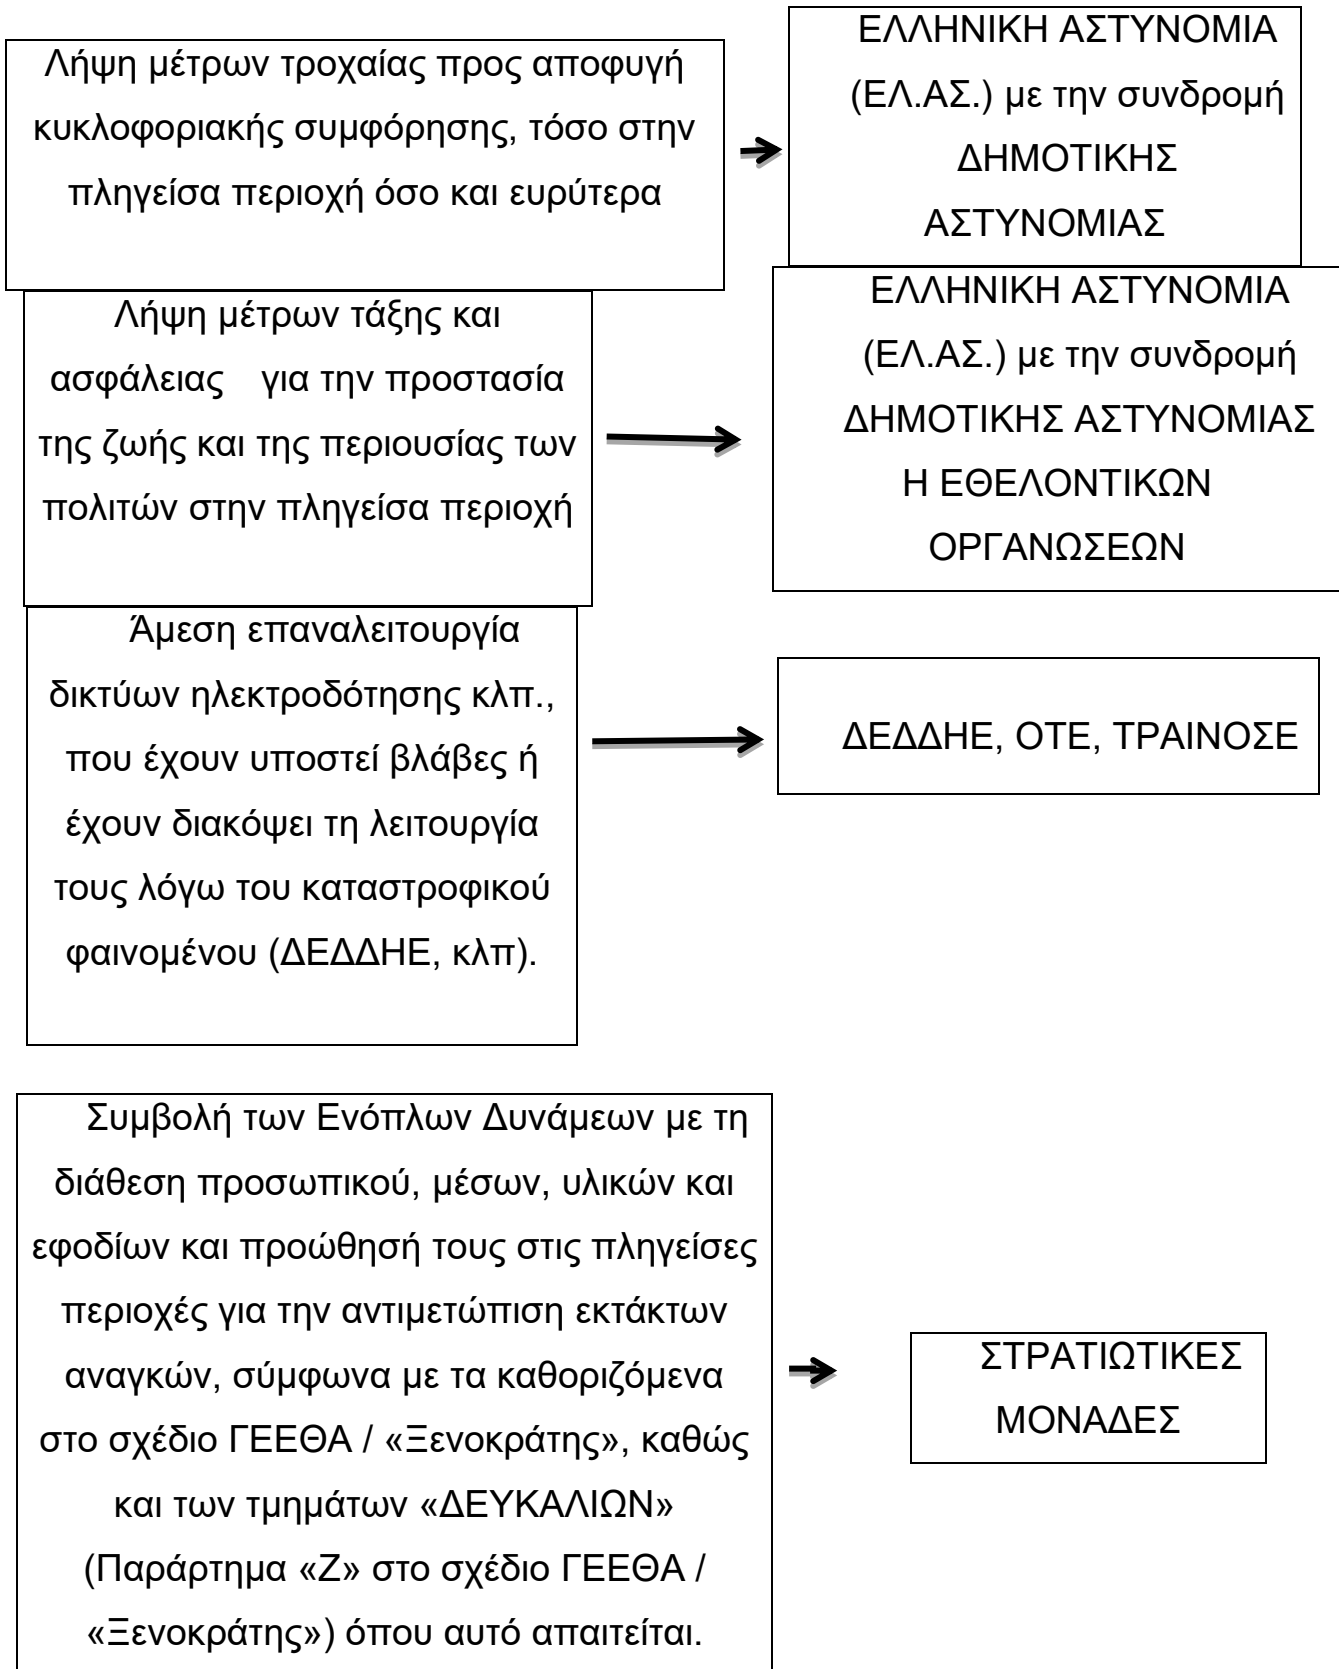 Λήψη μέτρων τροχαίας προς αποφυγή
κυκλοφοριακής συμφόρησης, τόσο στην
πληγείσα περιοχή όσο και ευρύτερα
ΕΛΛΗΝΙΚΗ ΑΣΤΥΝΟΜΙΑ
(ΕΛ.ΑΣ.) με την συνδρομή
ΔΗΜΟΤΙΚΗΣ
ΑΣΤΥΝΟΜΙΑΣ
Λήψη μέτρων τάξης και
ασφάλειας για την προστασία
της ζωής και της περιουσίας των
πολιτών στην πληγείσα περιοχή
ΕΛΛΗΝΙΚΗ ΑΣΤΥΝΟΜΙΑ
(ΕΛ.ΑΣ.) με την συνδρομή
ΔΗΜΟΤΙΚΗΣ ΑΣΤΥΝΟΜΙΑΣ
Η ΕΘΕΛΟΝΤΙΚΩΝ
ΟΡΓΑΝΩΣΕΩΝ
Άμεση επαναλειτουργία
δικτύων ηλεκτροδότησης κλπ.,
που έχουν υποστεί βλάβες ή
έχουν διακόψει τη λειτουργία
τους λόγω του καταστροφικού
φαινομένου (ΔΕΔΔΗΕ, κλπ).
ΔΕΔΔΗΕ, ΟΤΕ, ΤΡΑΙΝΟΣΕ
Συμβολή των Ενόπλων Δυνάμεων με τη
διάθεση προσωπικού, μέσων, υλικών και
εφοδίων και προώθησή τους στις πληγείσες
περιοχές για την αντιμετώπιση εκτάκτων
αναγκών, σύμφωνα με τα καθοριζόμενα
στο σχέδιο ΓΕΕΘΑ / «Ξενοκράτης», καθώς
και των τμημάτων «ΔΕΥΚΑΛΙΩΝ»
(Παράρτημα «Ζ» στο σχέδιο ΓΕΕΘΑ /
«Ξενοκράτης») όπου αυτό απαιτείται.
ΣΤΡΑΤΙΩΤΙΚΕΣ
ΜΟΝΑΔΕΣ